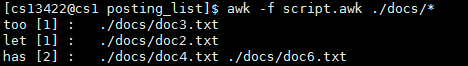 [cs13422@cs1 posting_list]$ awk -f script.awk ./docs/*
too [1] :   ./docs/doc3.txt
let [1] :   ./docs/doc2.txt
has [2] :   ./docs/doc4.txt ./docs/doc6.txt